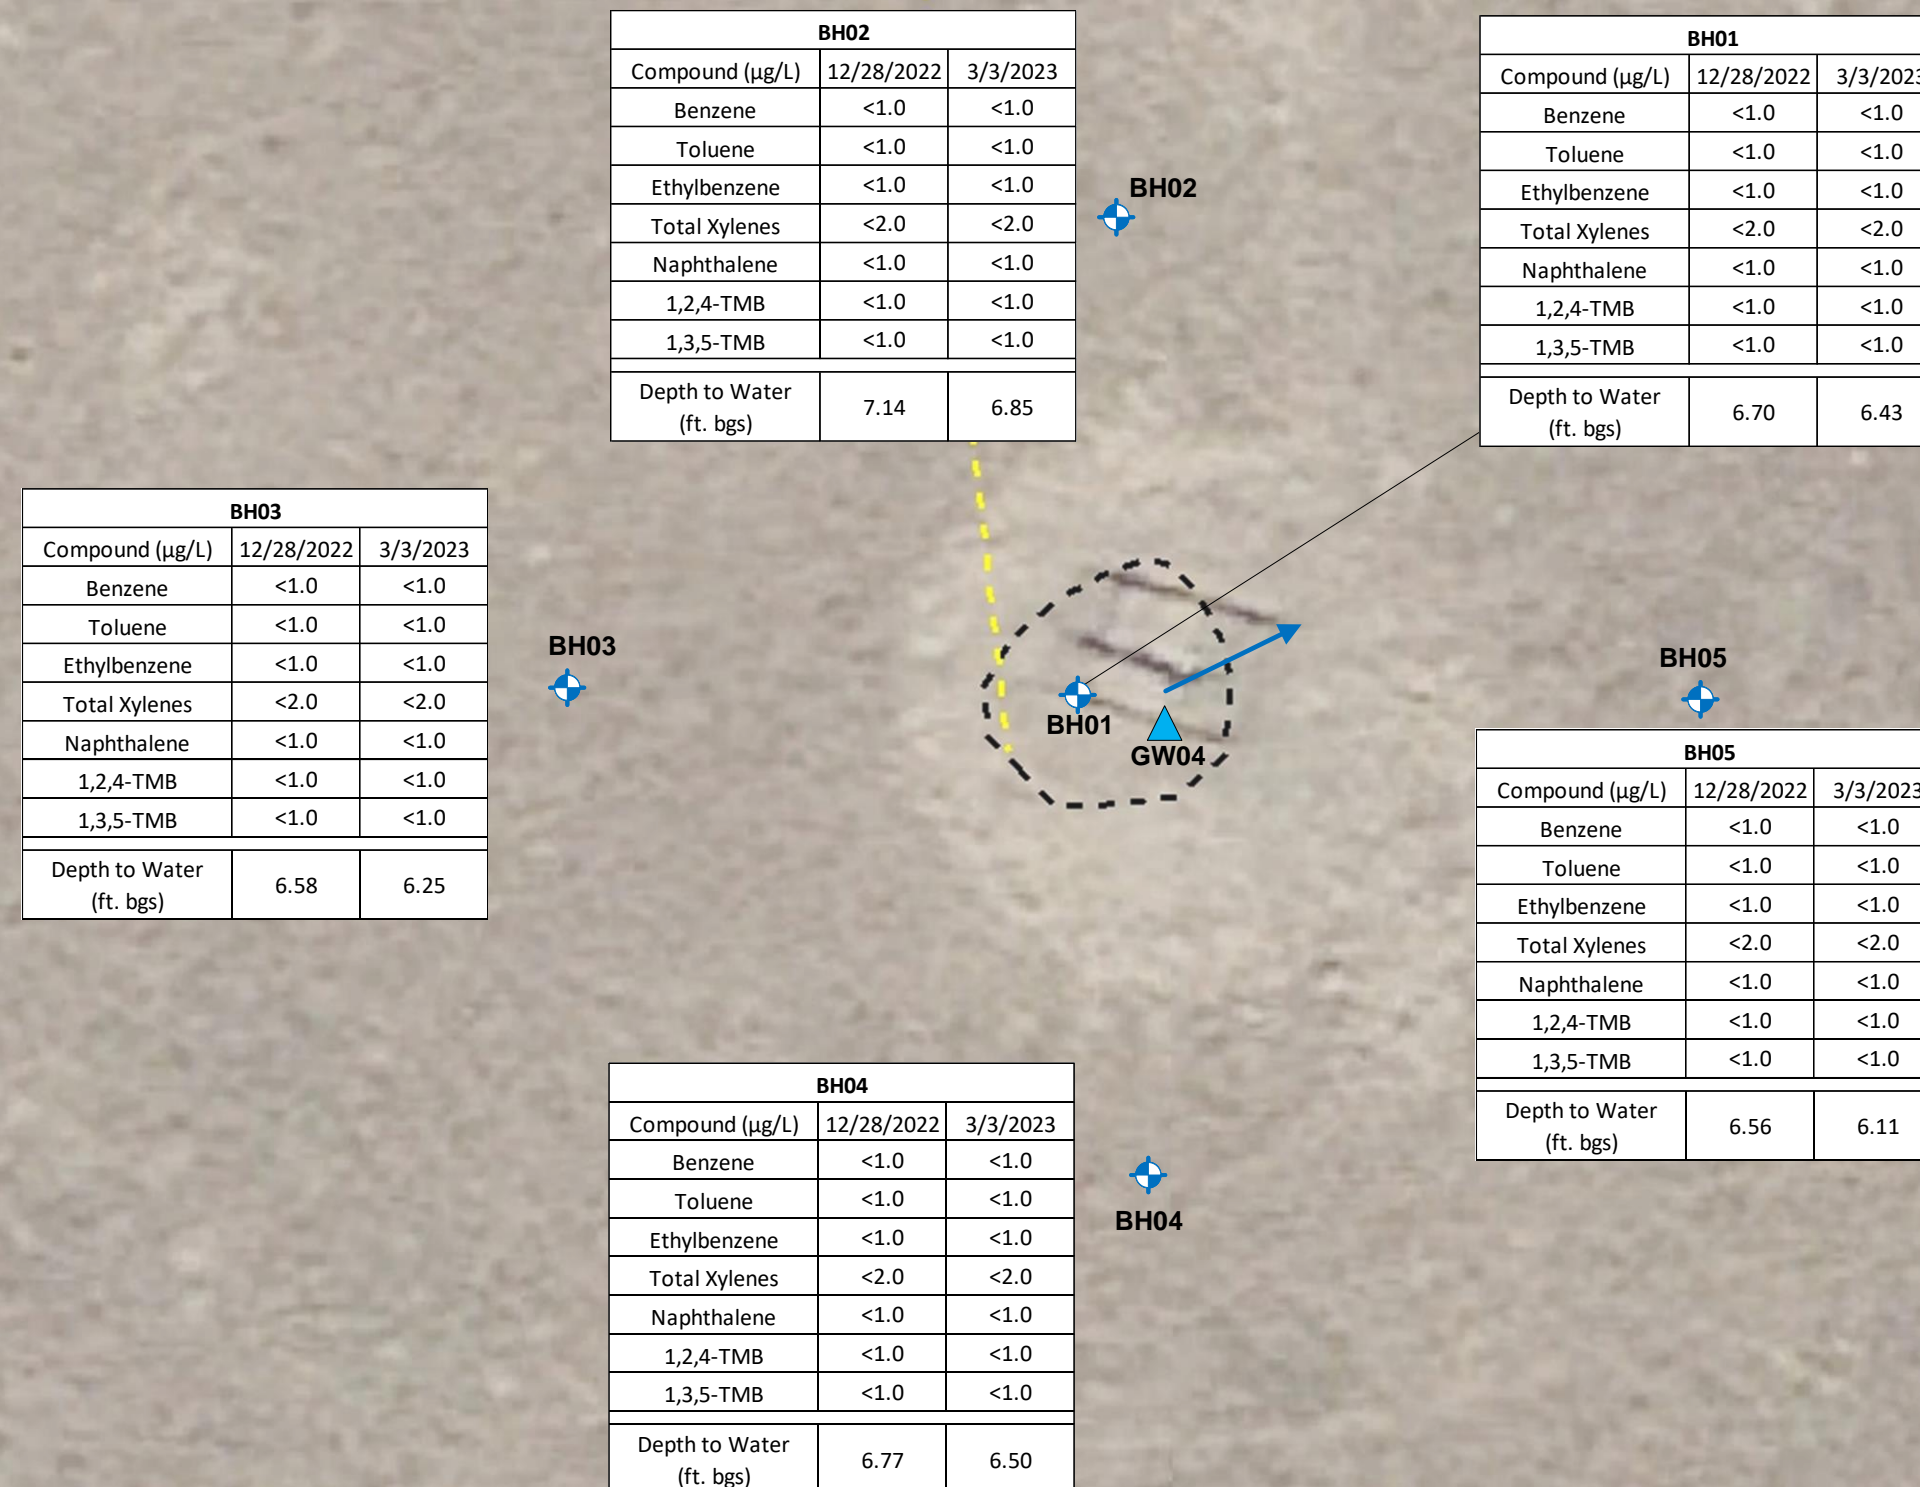 BH02
Compound (µg/L) 12/28/2022 3/3/2023
Benzene <1.0 <1.0
Toluene <1.0 <1.0
Ethylbenzene <1.0 <1.0
Total Xylenes <2.0 <2.0
Naphthalene <1.0 <1.0
1,2,4-TMB <1.0 <1.0
1,3,5-TMB <1.0 <1.0
Depth to Water
(ft. bgs) 7.14 6.85
BH02
BH01
Compound (µg/L) 12/28/2022 3/3/2023
Benzene <1.0 <1.0
Toluene <1.0 <1.0
Ethylbenzene <1.0 <1.0
Total Xylenes <2.0 <2.0
Naphthalene <1.0 <1.0
1,2,4-TMB <1.0 <1.0
1,3,5-TMB <1.0 <1.0
Depth to Water
(ft. bgs) 6.70 6.43
BH03
Compound (µg/L) 12/28/2022 3/3/2023
Benzene <1.0 <1.0
Toluene <1.0 <1.0
Ethylbenzene <1.0 <1.0
Total Xylenes <2.0 <2.0
Naphthalene <1.0 <1.0
1,2,4-TMB <1.0 <1.0
1,3,5-TMB <1.0 <1.0
Depth to Water
(ft. bgs) 6.58 6.25
BH03
BH01
GW04
BH05
BH05
Compound (µg/L) 12/28/2022 3/3/2023
Benzene <1.0 <1.0
Toluene <1.0 <1.0
Ethylbenzene <1.0 <1.0
Total Xylenes <2.0 <2.0
Naphthalene <1.0 <1.0
1,2,4-TMB <1.0 <1.0
1,3,5-TMB <1.0 <1.0
Depth to Water
(ft. bgs) 6.56 6.11
BH04
Compound (µg/L) 12/28/2022 3/3/2023
Benzene <1.0 <1.0
Toluene <1.0 <1.0
Ethylbenzene <1.0 <1.0
Total Xylenes <2.0 <2.0
Naphthalene <1.0 <1.0
1,2,4-TMB <1.0 <1.0
1,3,5-TMB <1.0 <1.0
Depth to Water
(ft. bgs) 6.77 6.50
BH04